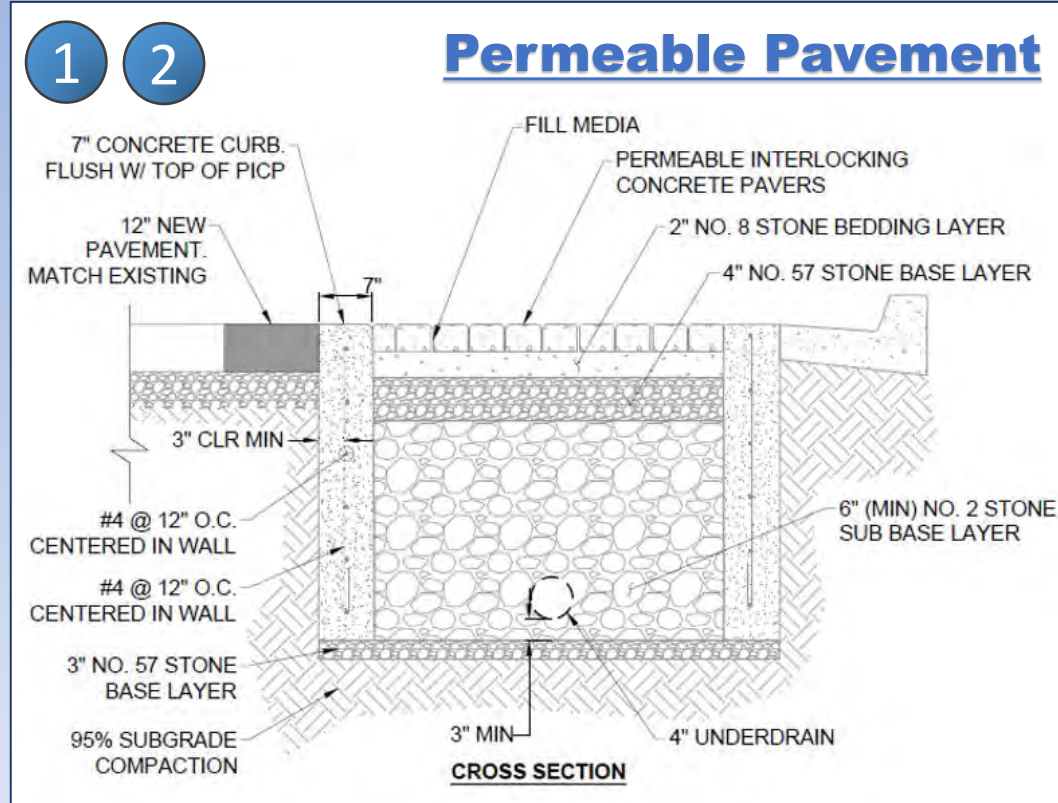 1 2
Permeable Pavement
7" CONCRETE CURB.
FLUSH W/ TOP OF PICP
FILL MEDIA
PERMEABLE INTERLOCKING
CONCRETE PAVERS
12" NEW
PAVEMENT.
MATCH EXISTING
2" NO. 8 STONE BEDDING LAYER
4" NO. 57 STONE BASE LAYER
7"
3" CLR MIN
#4 @ 12" O.C.
CENTERED IN WALL
6" (MIN) NO. 2 STONE
SUB BASE LAYER
#4 @ 12" O.C.
CENTERED IN WALL
3" NO. 57 STONE
BASE LAYER
95% SUBGRADE
COMPACTION
3" MIN
4" UNDERDRAIN
CROSS SECTION